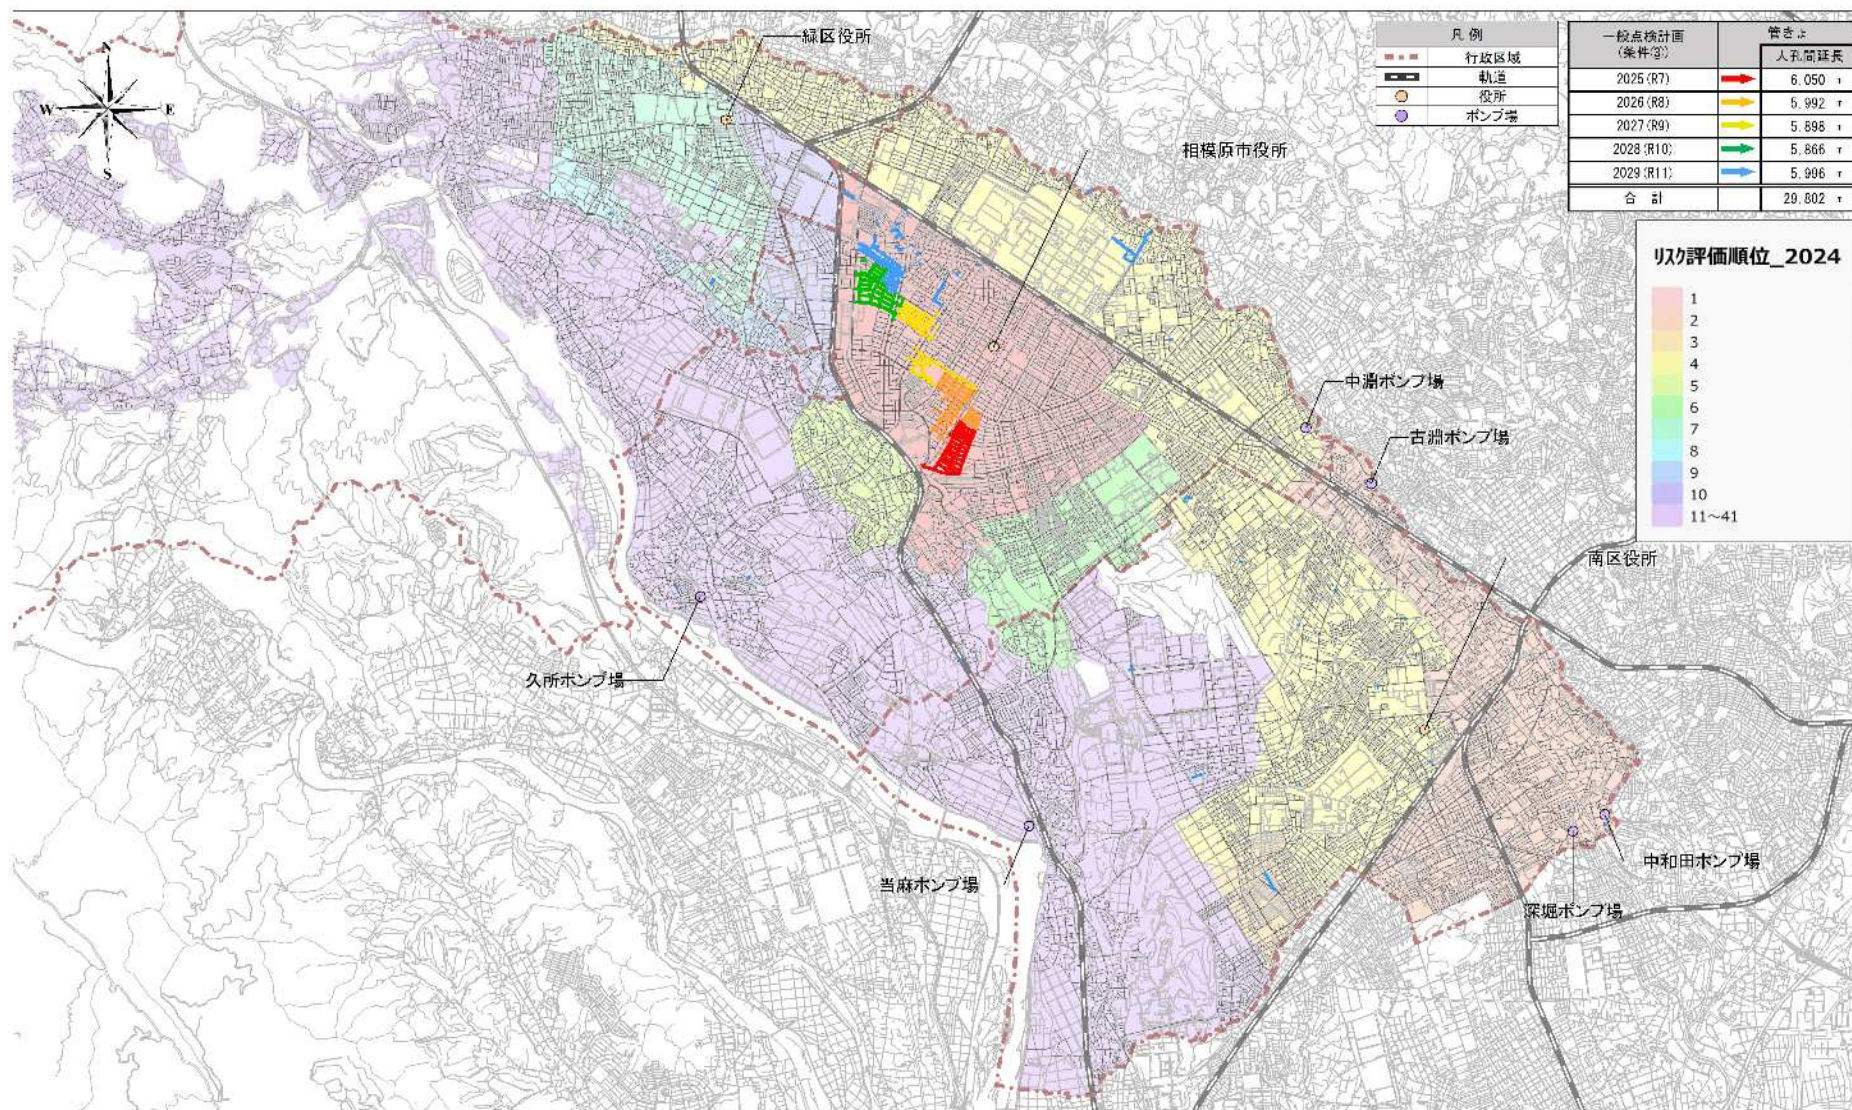 N
W
E
S
緑区役所
相模原市役所
中淵ポンプ場
古淵ポンプ場
南区役所
久所ポンプ場
当麻ポンプ場
中和田ポンプ場
深堀ポンプ場
凡 例
行政区域
軌道
役所
ポンプ場
一般点検計画 管きょ
(条件③) 人孔間延長
2025(R7) 6.050
2026(R8) 5.992
2027(R9) 5.898
2028(R10) 5.866
2029(R11) 5.996
合 計 29.802
リスク評価順位_2024
1
2
3
4
5
6
7
8
9
10
11~41